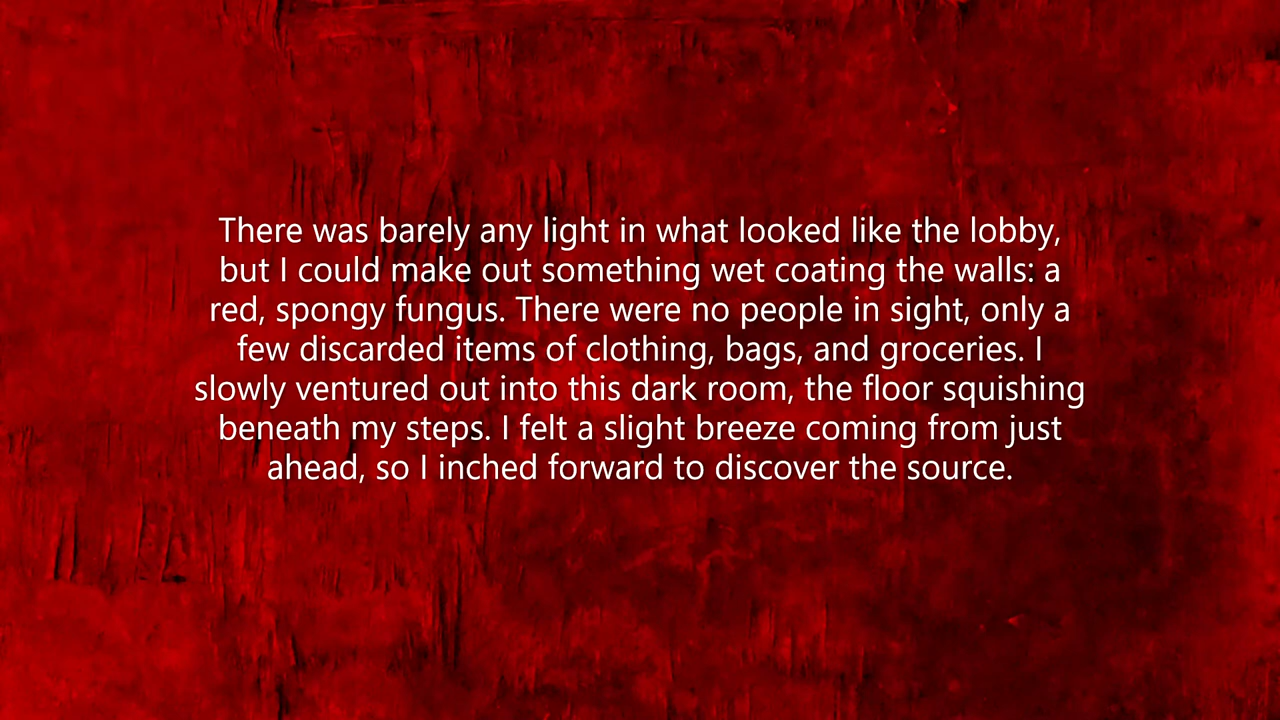 There was barely any light in what looked like the lobby,
but I could make out something wet coating the walls: a
red, spongy fungus. There were no people in sight, only a
few discarded items of clothing, bags, and groceries. I
slowly ventured out into this dark room, the floor squishing
beneath my steps. I felt a slight breeze coming from just
ahead, so I inched forward to discover the source.